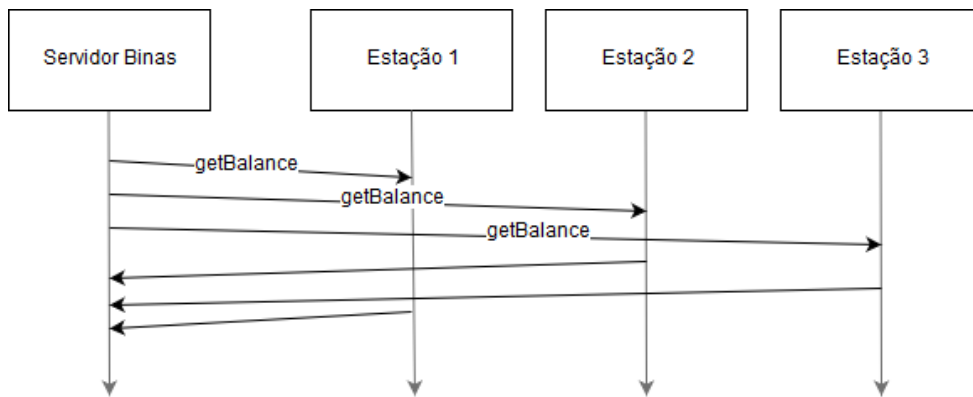 Servidor Binas
Estação 1
Estação 2
Estação 3
getBalance
getBalance
getBalance